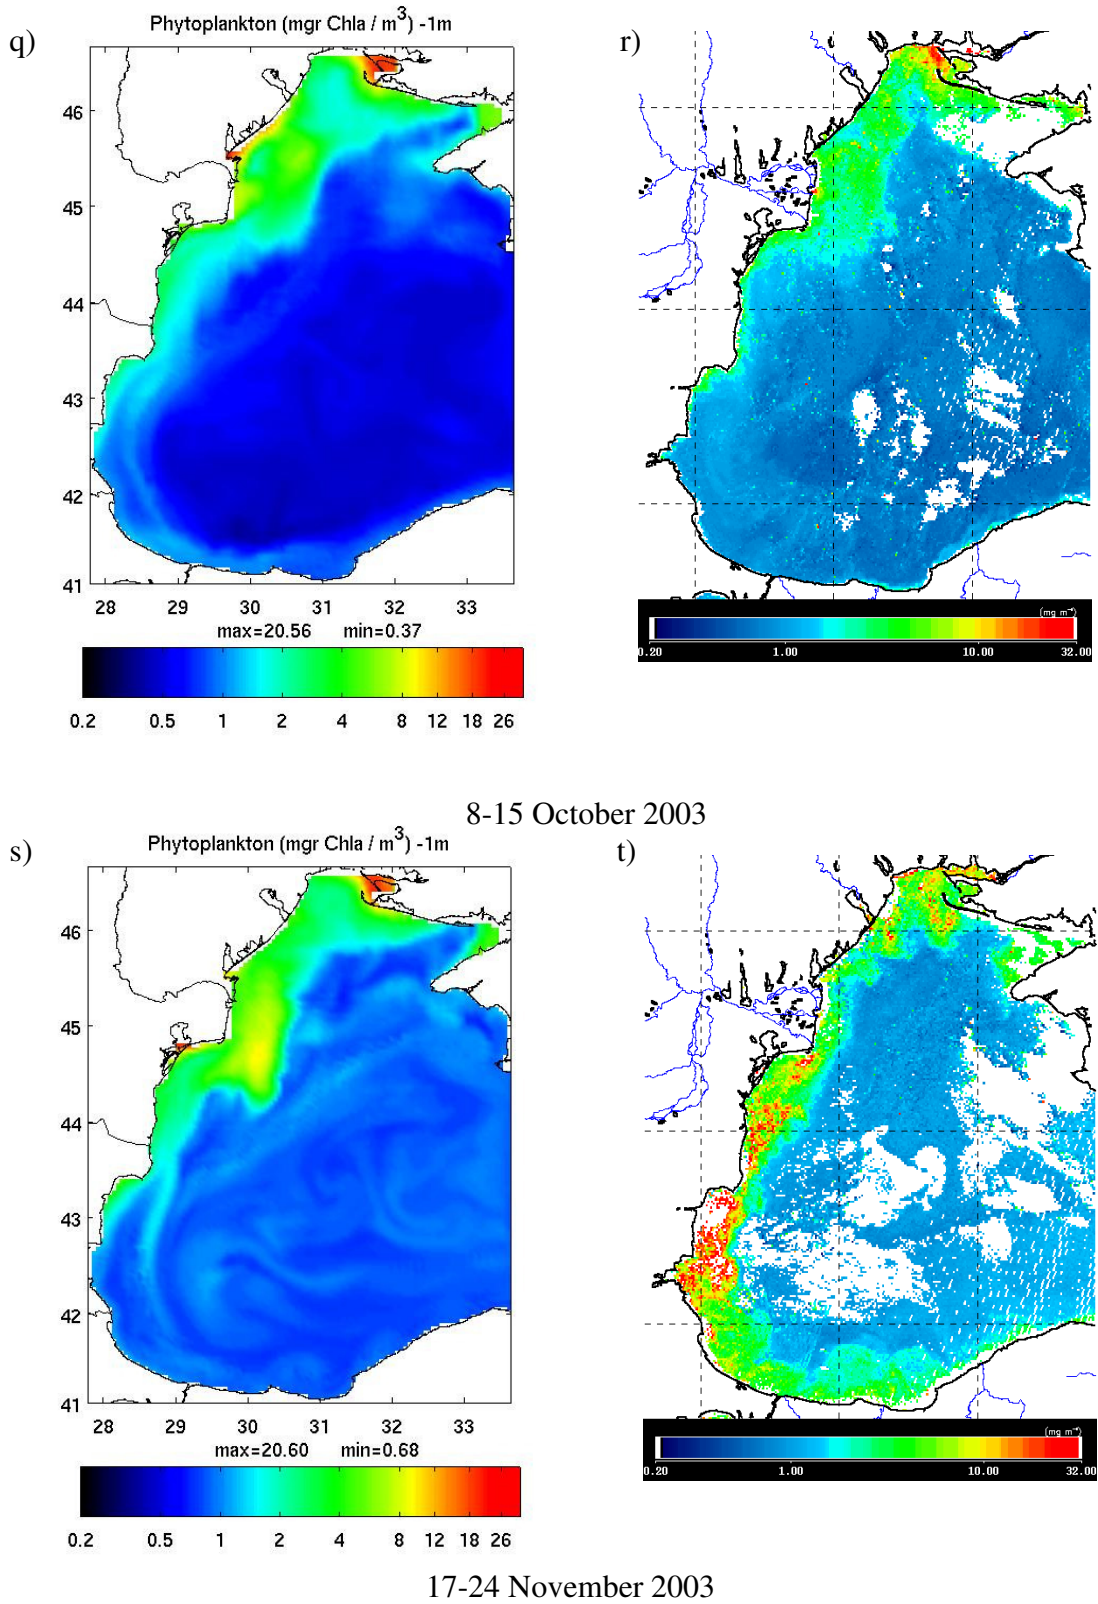 q)
Phytoplankton (mgr Chla / m³) -1m
r)
46
45
44
43
42
41
28 29 30 31 32 33
max=20.56 min=0.37
0.2 0.5 1 2 4 8 12 18 26
(mg m⁻³)
0.20 1.00 10.00 32.00
8-15 October 2003
s)
Phytoplankton (mgr Chla / m³) -1m
t)
46
45
44
43
42
41
28 29 30 31 32 33
max=20.60 min=0.68
0.2 0.5 1 2 4 8 12 18 26
(mg m⁻³)
0.20 1.00 10.00 32.00
17-24 November 2003